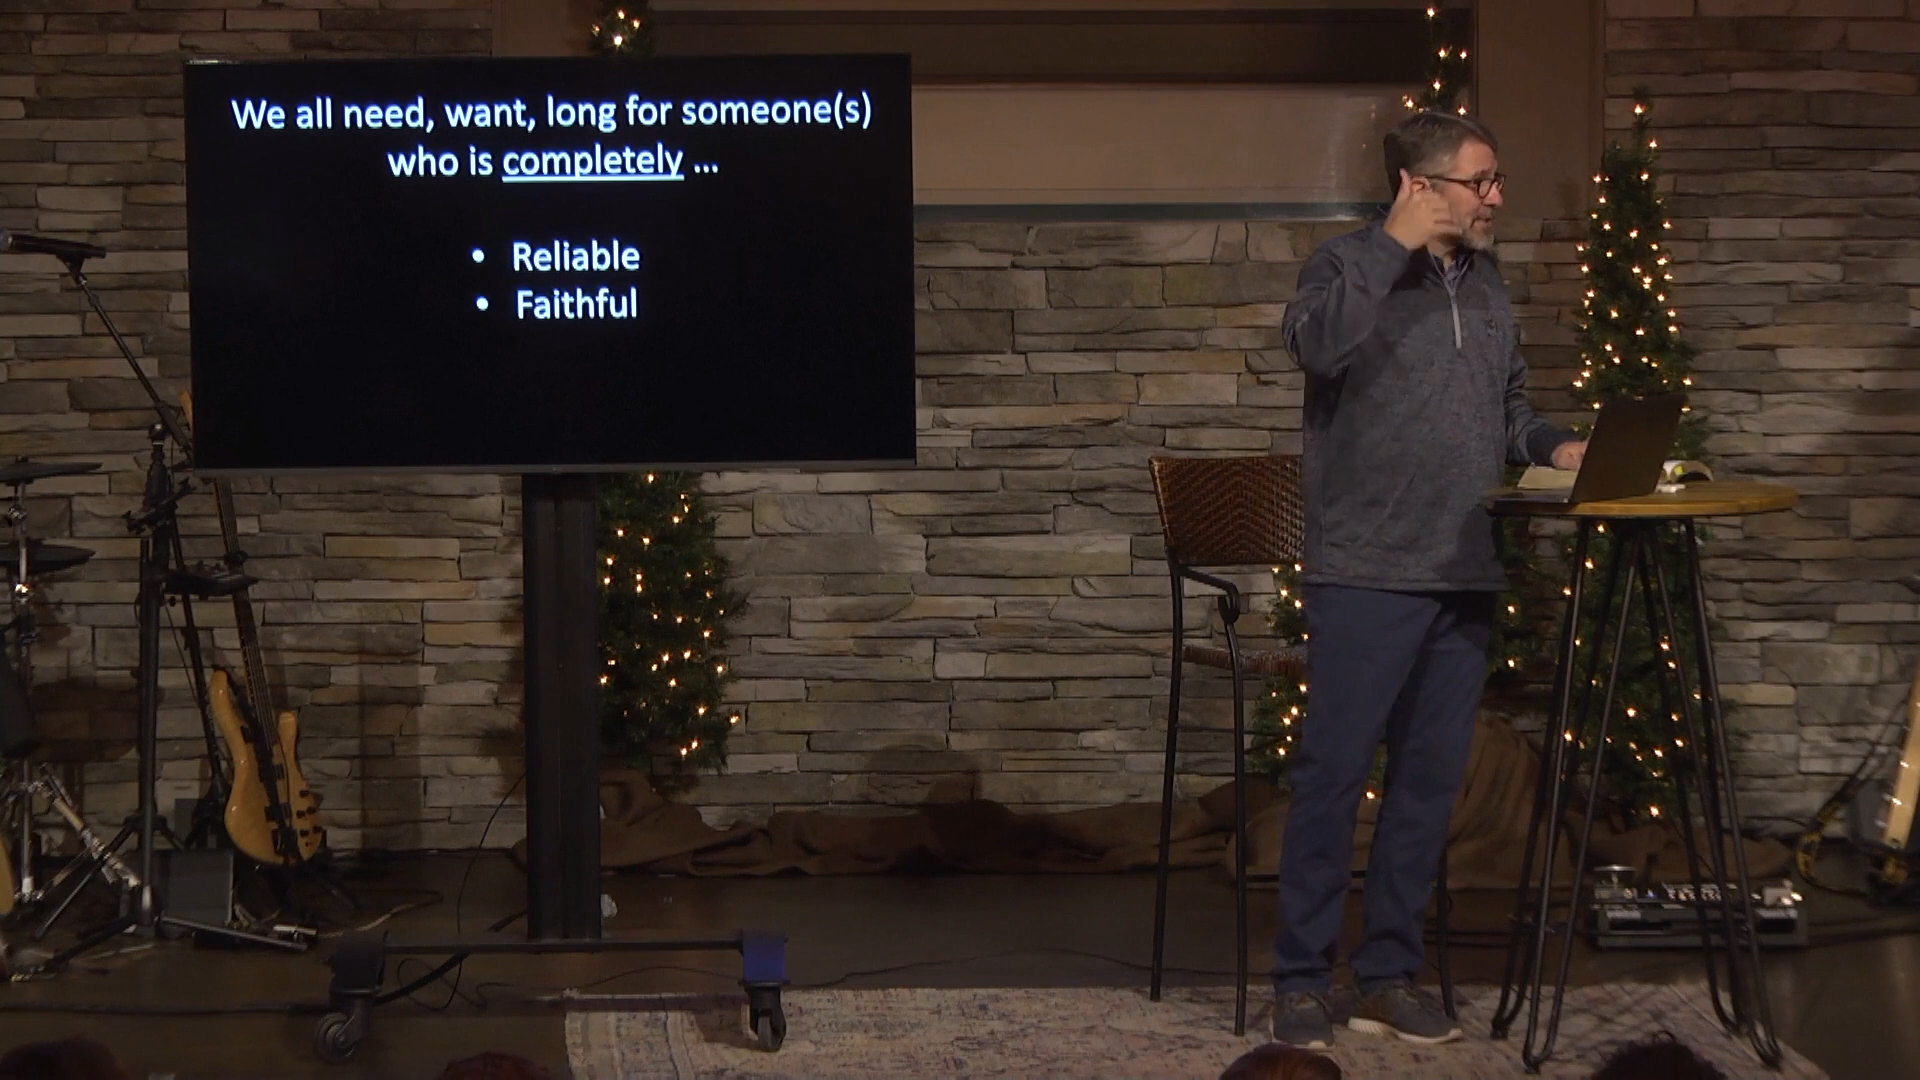 We all need, want, long for someone(s)
who is completely ...
• Reliable
• Faithful